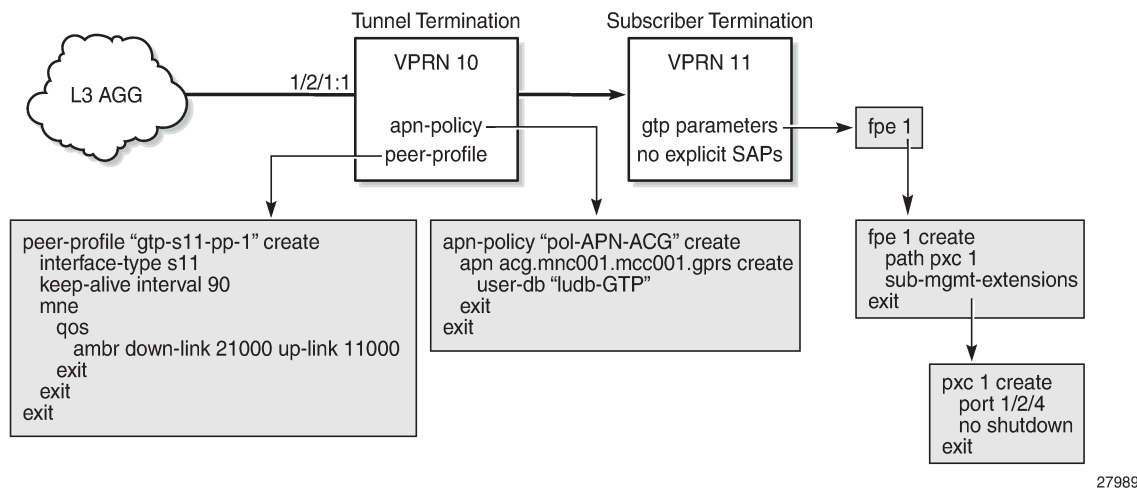 Tunnel Termination
Subscriber Termination
L3 AGG
1/2/1:1
VPRN 10
apn-policy
peer-profile
VPRN 11
gtp parameters
no explicit SAPs
fpe 1
peer-profile “gtp-s11-pp-1” create
interface-type s11
keep-alive interval 90
mne
qos
ambr down-link 21000 up-link 11000
exit
exit
exit
apn-policy “pol-APN-ACG” create
apn acg.mnc001.mcc001.gprs create
user-db “ludb-GTP”
exit
exit
fpe 1 create
path pxc 1
sub-mgmt-extensions
exit
pxc 1 create
port 1/2/4
no shutdown
exit
27989